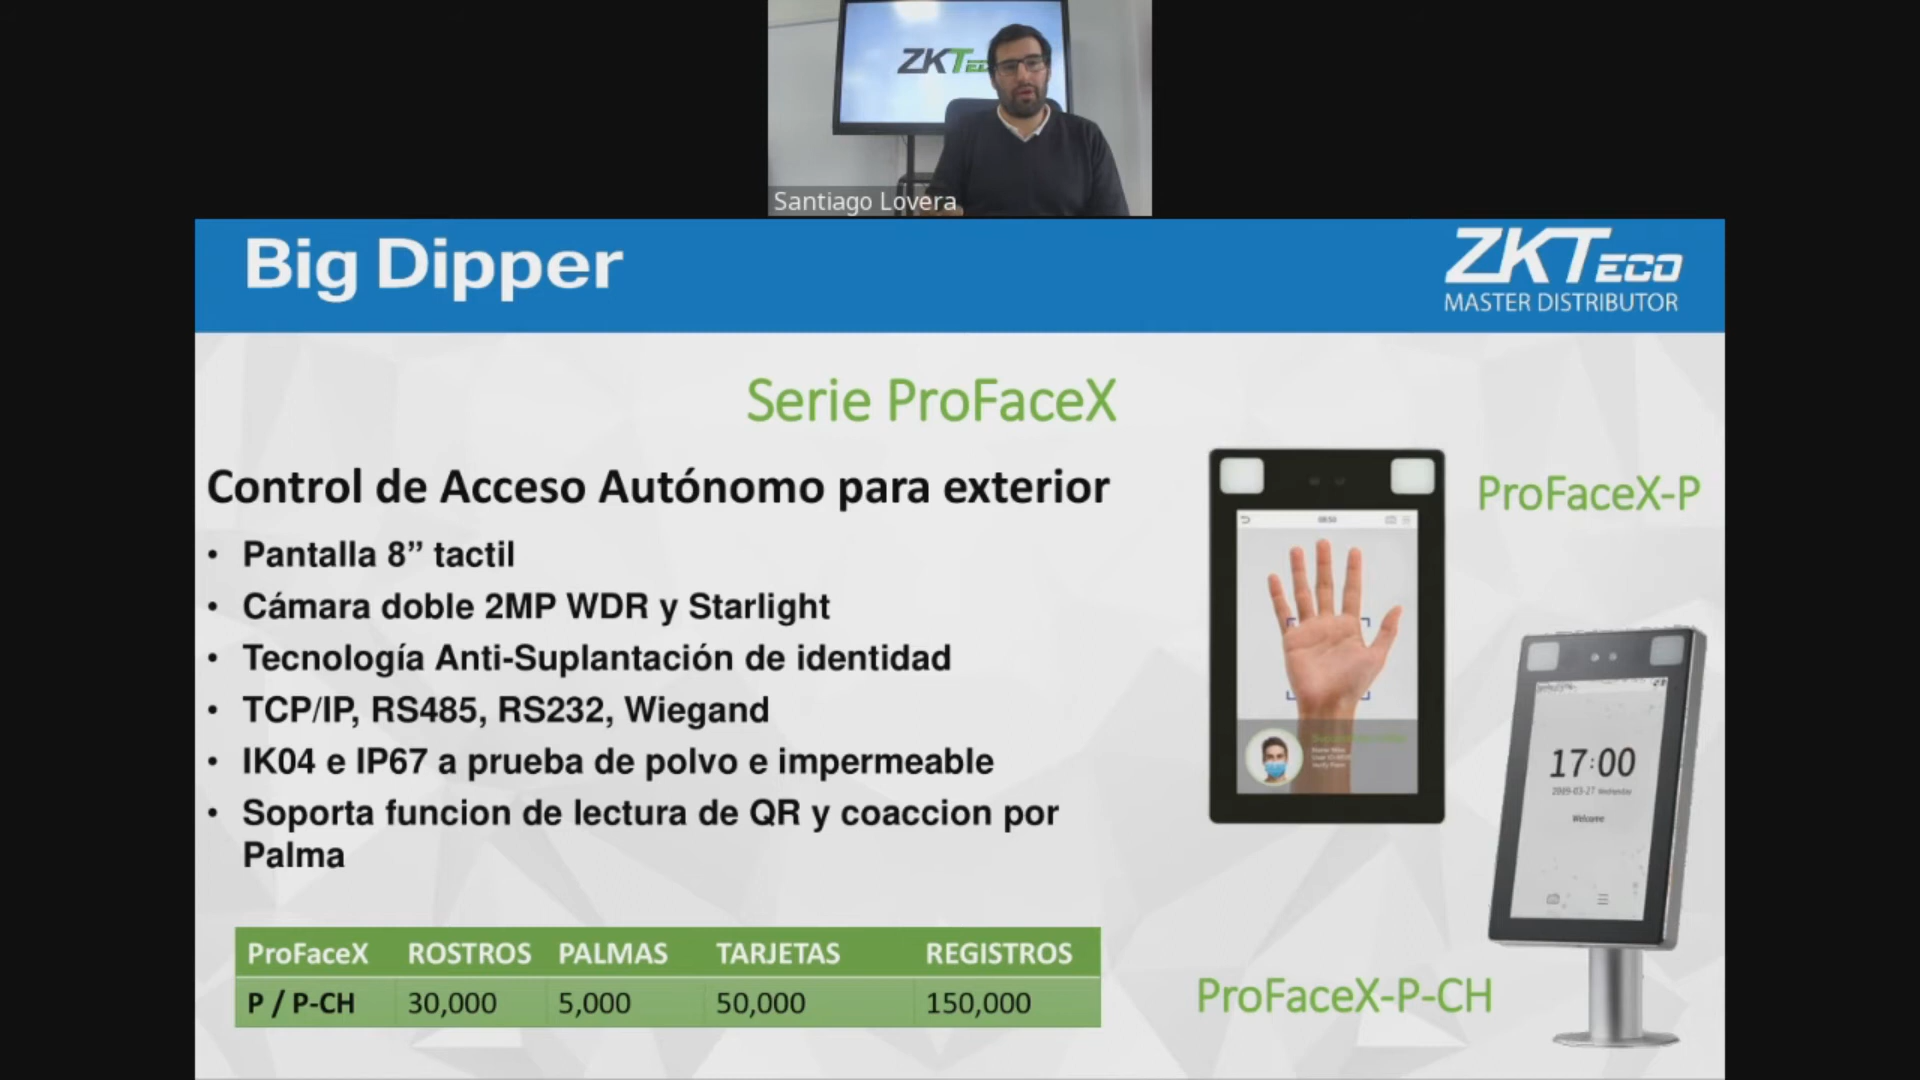 ZKTeco
Santiago Lovera
Big Dipper
ZKTECO
MASTER DISTRIBUTOR
Serie ProFaceX
Control de Acceso Autónomo para exterior
• Pantalla 8” tactil
• Cámara doble 2MP WDR y Starlight
• Tecnología Anti-Suplantación de identidad
• TCP/IP, RS485, RS232, Wiegand
• IK04 e IP67 a prueba de polvo e impermeable
• Soporta funcion de lectura de QR y coaccion por
Palma
ProFaceX ROSTROS PALMAS TARJETAS REGISTROS
P / P-CH 30,000 5,000 50,000 150,000
ProFaceX-P
17:00
Welcome
ProFaceX-P-CH